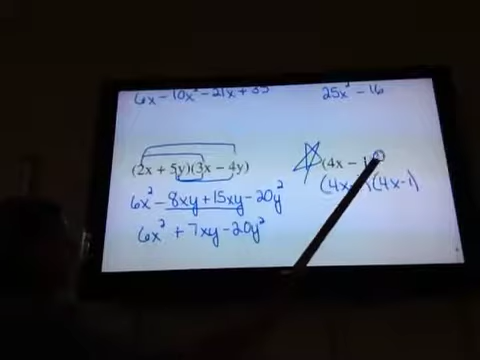 6x - 10x² - 21x + 35
25x² - 16
(2x + 5y)(3x - 4y)
6x² - 8xy + 15xy - 20y²
6x² + 7xy - 20y²
(4x - 1)²
(4x-1)(4x-1)